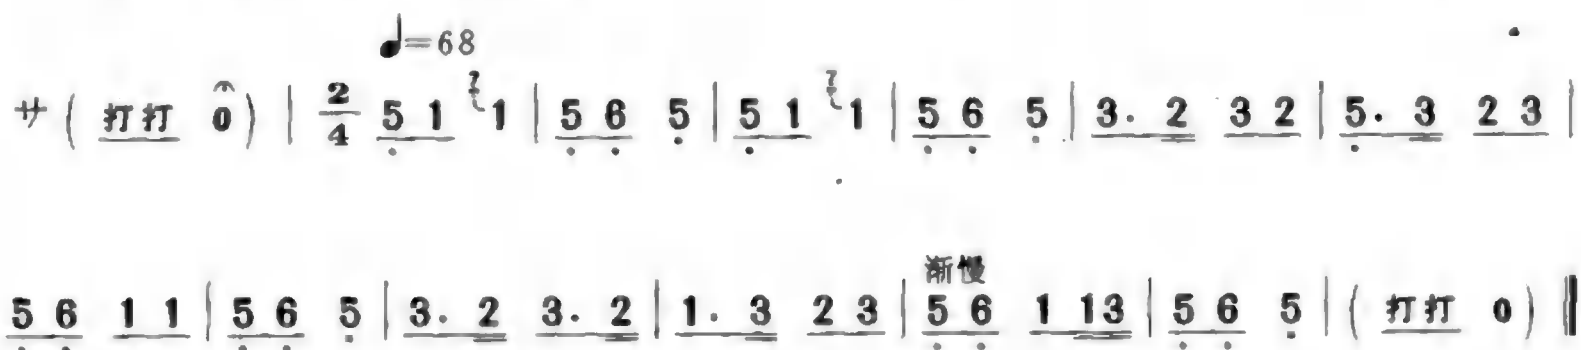 ♩=68
サ ( 打打 0 ) | 2/4 5̣ 1 1 | 5̣ 6̣ 5̣ | 5̣ 1 1 | 5̣ 6̣ 5̣ | 3. 2 3 2 | 5̣. 3 2 3 |
渐慢
5̣ 6̣ 1 1 | 5̣ 6̣ 5̣ | 3. 2 3. 2 | 1. 3 2 3 | 5̣ 6̣ 1 13 | 5̣ 6̣ 5̣ | ( 打打 0 ) ‖